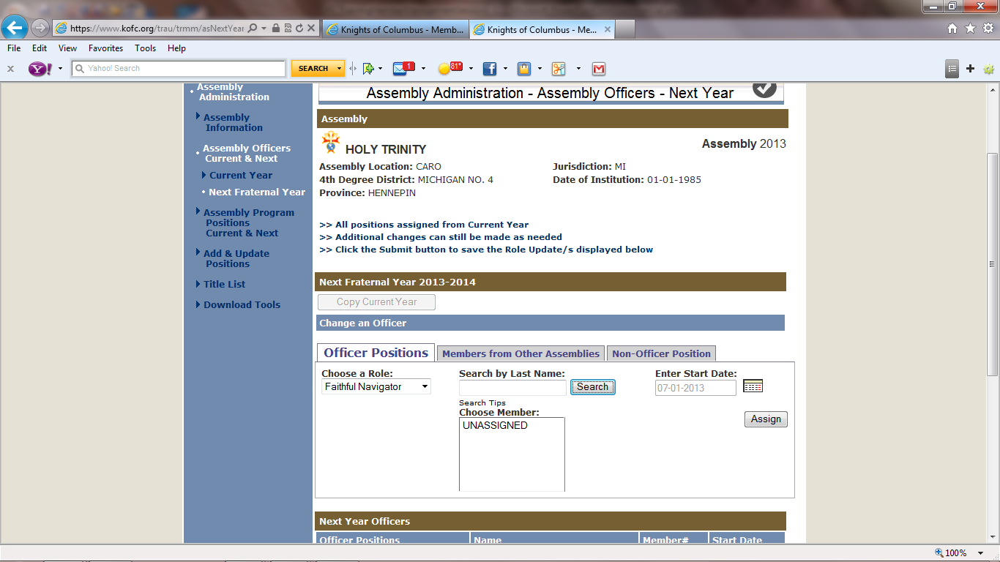 https://www.kofc.org/trau/trmm/asNextYear
Knights of Columbus - Memb...
Knights of Columbus - Me...
File Edit View Favorites Tools Help
Y! Yahoo! Search SEARCH 1 81°
Assembly
Administration
Assembly
Information
Assembly Officers
Current & Next
Current Year
Next Fraternal Year
Assembly Program
Positions
Current & Next
Add & Update
Positions
Title List
Download Tools
Assembly Administration - Assembly Officers - Next Year
Assembly
HOLY TRINITY
Assembly 2013
Assembly Location: CARO
Jurisdiction: MI
4th Degree District: MICHIGAN NO. 4
Date of Institution: 01-01-1985
Province: HENNEPIN
>> All positions assigned from Current Year
>> Additional changes can still be made as needed
>> Click the Submit button to save the Role Update/s displayed below
Next Fraternal Year 2013-2014
Copy Current Year
Change an Officer
Officer Positions
Members from Other Assemblies
Non-Officer Position
Choose a Role:
Faithful Navigator
Search by Last Name:
Search
Enter Start Date:
07-01-2013
Search Tips
Choose Member:
UNASSIGNED
Assign
Next Year Officers
Officer Positions Name Member# Start Date
100%